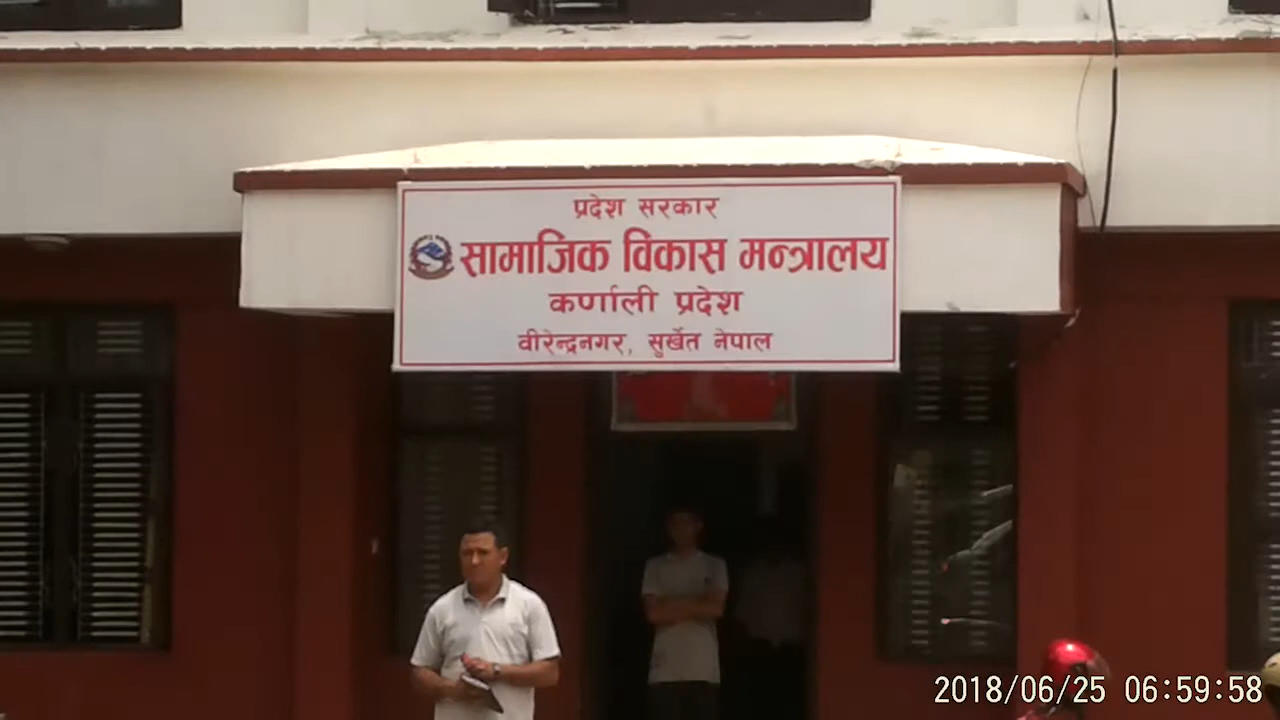 प्रदेश सरकार
सामाजिक विकास मन्त्रालय
कर्णाली प्रदेश
वीरेन्द्रनगर, सुर्खेत नेपाल
2018/06/25 06:59:58